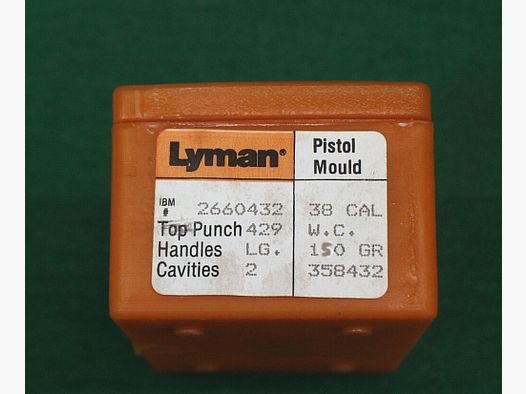 Lyman®
Pistol
Mould
IBM
# 2660432 38 CAL
Top Punch 429 W.C.
Handles LG. 150 GR
Cavities 2 358432